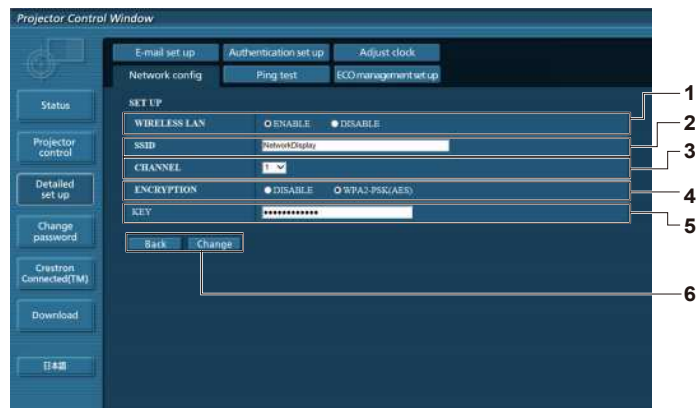 Projector Control Window
E-mail set up Authentication set up Adjust clock
Network config Ping test ECO management set up
Status
Projector
control
Detailed
set up
Change
password
Crestron
Connected(TM)
Download
日本語
SET UP
WIRELESS LAN ENABLE DISABLE
SSID NetworkDisplay
CHANNEL 1
ENCRYPTION DISABLE WPA2-PSK(AES)
KEY ************
Back Change
1
2
3
4
5
6